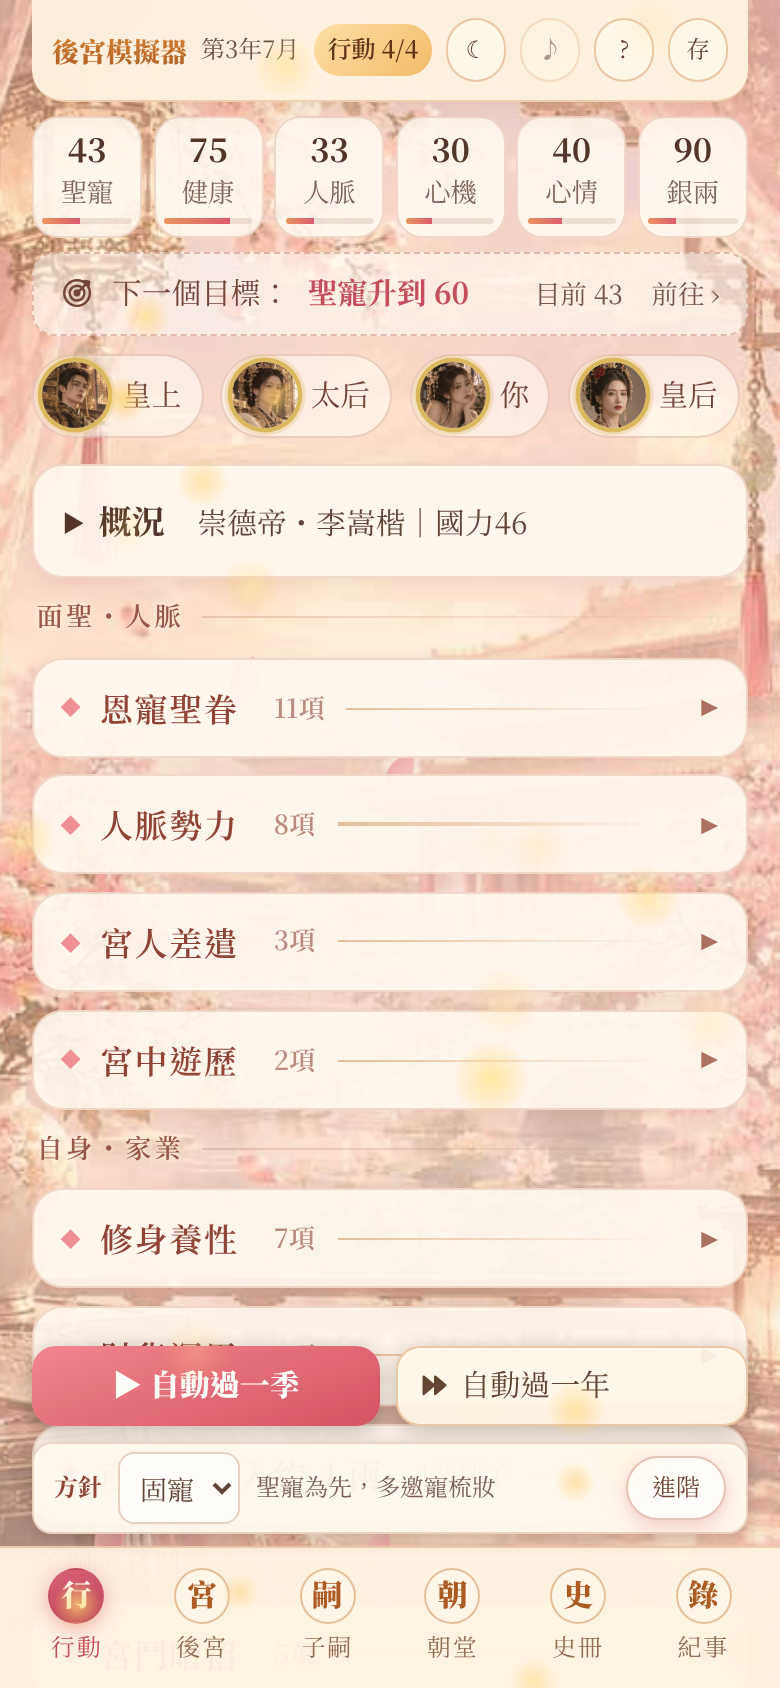 後宮模擬器 第3年7月 行動 4/4 ☾ ♪ ? 存
43 75 33 30 40 90
聖寵 健康 人脈 心機 心情 銀兩
下一個目標： 聖寵升到 60 目前 43 前往 ›
皇上 太后 你 皇后
▶ 概況 崇德帝・李嵩楷｜國力46
面聖・人脈
恩寵聖眷 11項 ▶
人脈勢力 8項 ▶
宮人差遣 3項 ▶
宮中遊歷 2項 ▶
自身・家業
修身養性 7項 ▶
▶ 自動過一季 自動過一年
方針 固寵 聖寵為先，多邀寵梳妝 進階
行 宮 嗣 朝 史 錄
行動 後宮 子嗣 朝堂 史冊 紀事